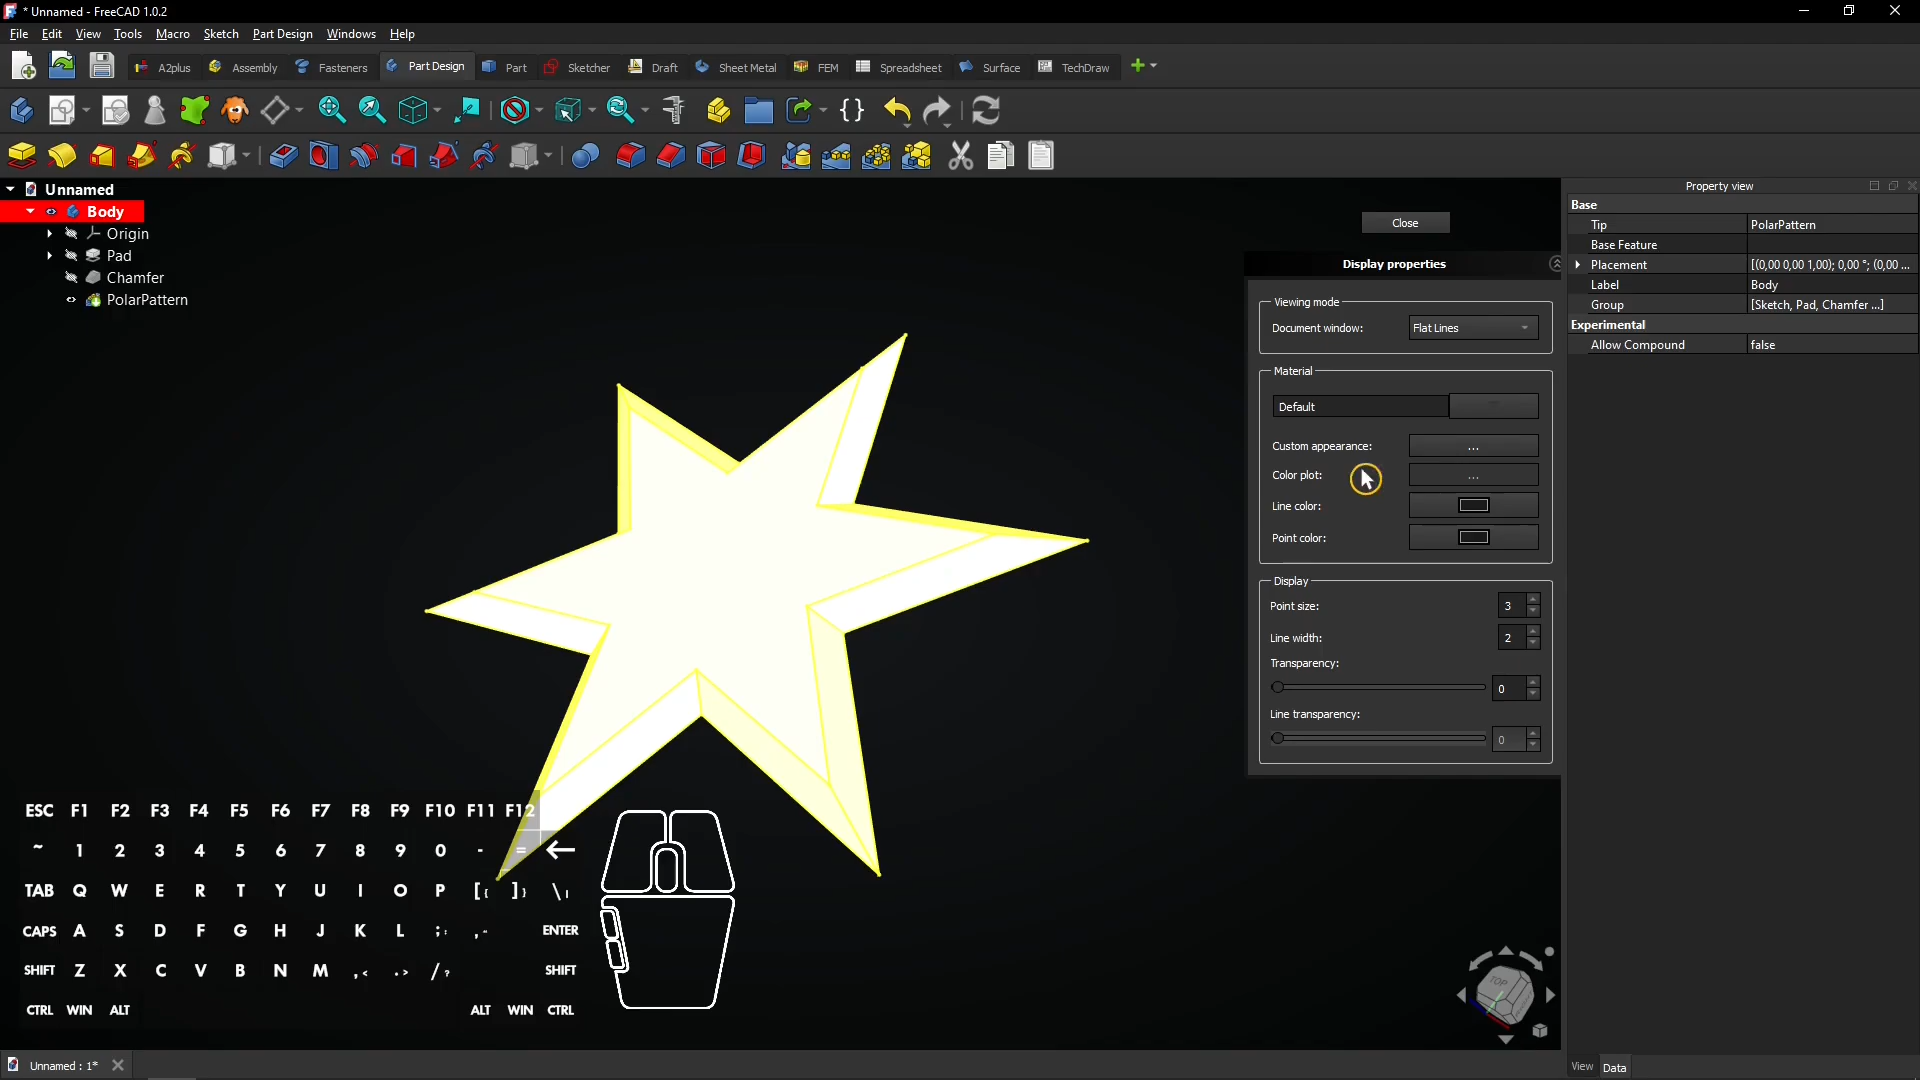 * Unnamed - FreeCAD 1.0.2
File Edit View Tools Macro Sketch Part Design Windows Help
A2plus Assembly Fasteners Part Design Part Sketcher Draft Sheet Metal FEM Spreadsheet Surface TechDraw
Unnamed
Body
Origin
Pad
Chamfer
PolarPattern
Close
Display properties
Viewing mode
Document window: Flat Lines
Material
Default
Custom appearance: ...
Color plot: ...
Line color:
Point color:
Display
Point size: 3
Line width: 2
Transparency:
0
Line transparency:
0
Property view
Base
Tip PolarPattern
Base Feature
Placement [(0,00 0,00 1,00); 0,00 °; (0,00 ...
Label Body
Group [Sketch, Pad, Chamfer ...]
Experimental
Allow Compound false
ESC F1 F2 F3 F4 F5 F6 F7 F8 F9 F10 F11 F12
~ 1 2 3 4 5 6 7 8 9 0 - = ←
TAB Q W E R T Y U I O P [{ ]} \|
CAPS A S D F G H J K L ;: ," ENTER
SHIFT Z X C V B N M ,< .> /? SHIFT
CTRL WIN ALT ALT WIN CTRL
TOP
Unnamed : 1*
View Data